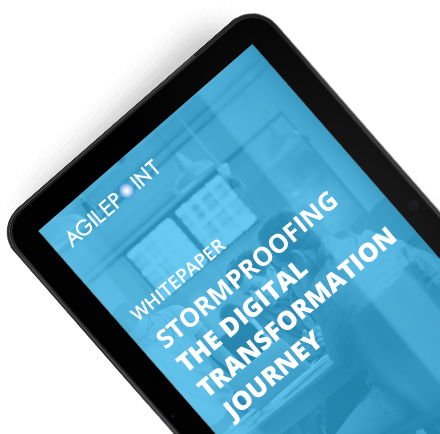 AGILEPOINT
WHITEPAPER
STORMPROOFING
THE DIGITAL
TRANSFORMATION
JOURNEY